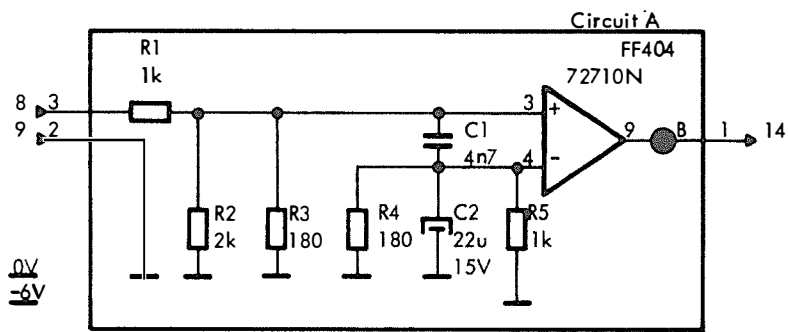 Circuit A
FF404
R1
1k
72710N
8 3
9 2
3
+
C1
4n7
4
-
9 B 1 14
R2
2k
R3
180
R4
180
C2
22u
15V
R5
1k
0V
-6V